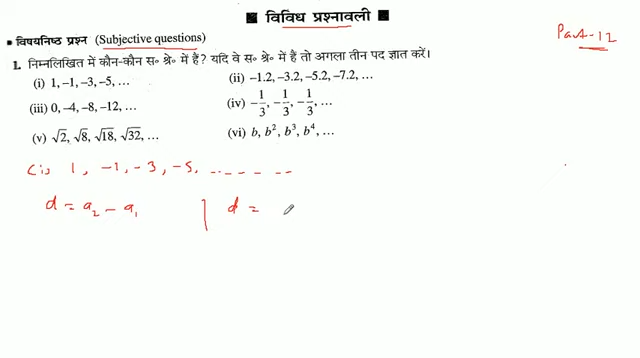 ■ विविध प्रश्नावली ■
Part-12
■ विषयनिष्ठ प्रश्न (Subjective questions)
1. निम्नलिखित में कौन-कौन स० श्रे० में हैं? यदि वे स० श्रे० में हैं तो अगला तीन पद ज्ञात करें।
(i) 1, –1, –3, –5, ... (ii) –1.2, –3.2, –5.2, –7.2, ...
(iii) 0, –4, –8, –12, ... (iv) –1/3, –1/3, –1/3, ...
(v) √2, √8, √18, √32, ... (vi) b, b², b³, b⁴, ...
(i) 1, –1, –3, –5, ........
d = a₂ – a₁ | d =